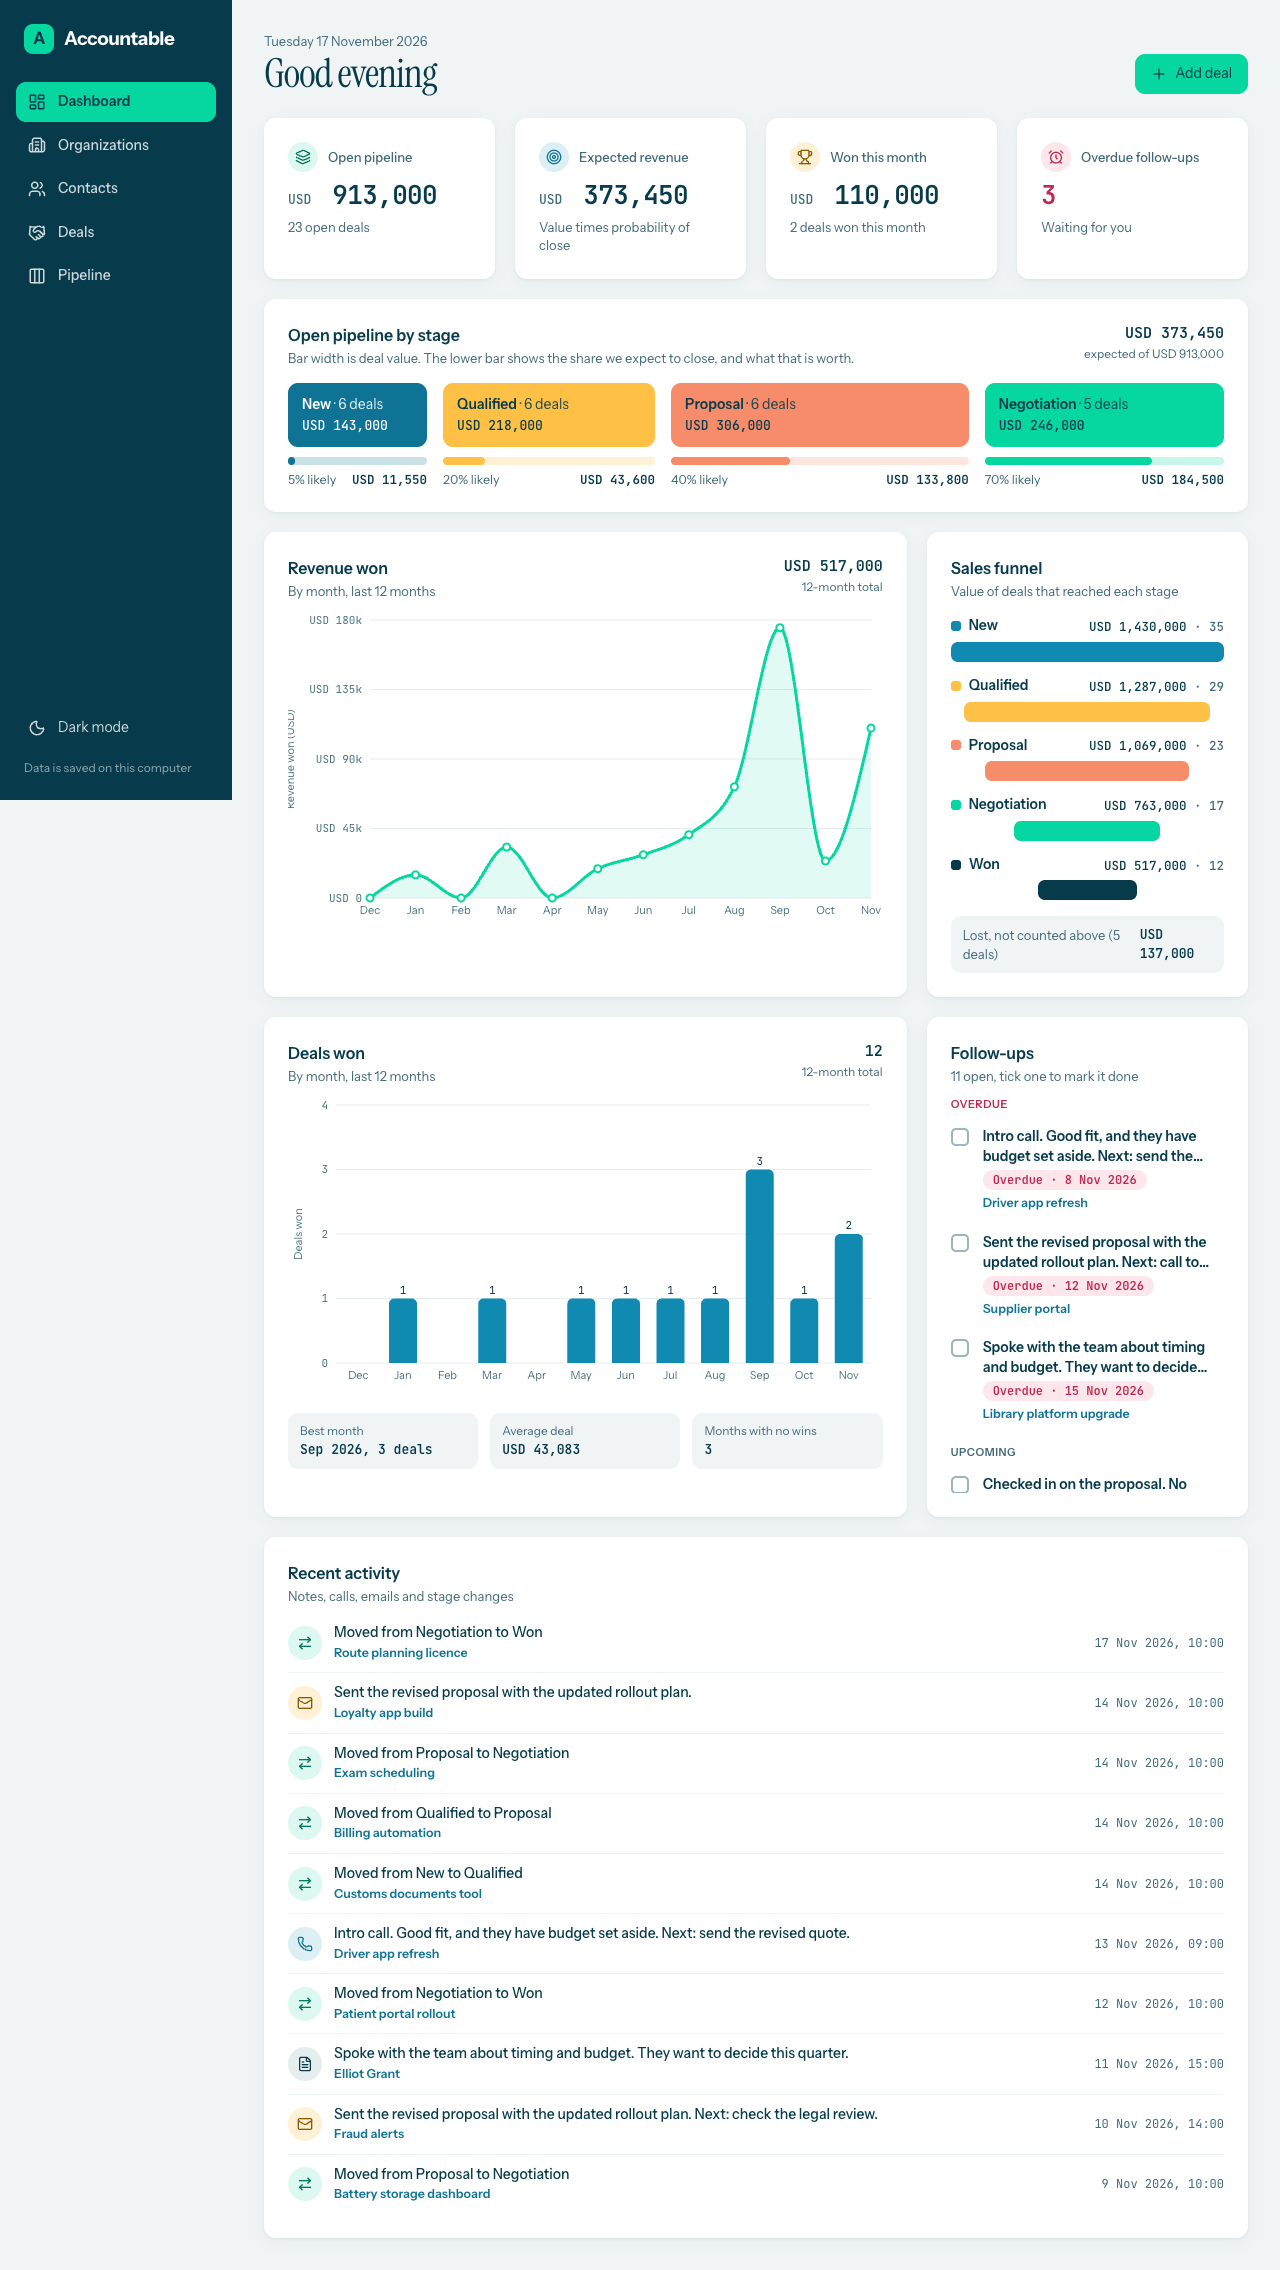 A Accountable
Dashboard
Organizations
Contacts
Deals
Pipeline
Dark mode
Data is saved on this computer
Tuesday 17 November 2026
Good evening
Add deal
Open pipeline
USD 913,000
23 open deals
Expected revenue
USD 373,450
Value times probability of
close
Won this month
USD 110,000
2 deals won this month
Overdue follow-ups
3
Waiting for you
Open pipeline by stage
Bar width is deal value. The lower bar shows the share we expect to close, and what that is worth.
USD 373,450
expected of USD 913,000
New · 6 deals
USD 143,000
5% likely USD 11,550
Qualified · 6 deals
USD 218,000
20% likely USD 43,600
Proposal · 6 deals
USD 306,000
40% likely USD 133,800
Negotiation · 5 deals
USD 246,000
70% likely USD 184,500
Revenue won
By month, last 12 months
USD 517,000
12-month total
Revenue won (USD)
USD 180k
USD 135k
USD 90k
USD 45k
USD 0
Dec Jan Feb Mar Apr May Jun Jul Aug Sep Oct Nov
Sales funnel
Value of deals that reached each stage
New USD 1,430,000 · 35
Qualified USD 1,287,000 · 29
Proposal USD 1,069,000 · 23
Negotiation USD 763,000 · 17
Won USD 517,000 · 12
Lost, not counted above (5
deals)
USD
137,000
Deals won
By month, last 12 months
12
12-month total
Deals won
4
3
2
1
0
1 1 1 1 1 1 3 1 2
Dec Jan Feb Mar Apr May Jun Jul Aug Sep Oct Nov
Best month
Sep 2026, 3 deals
Average deal
USD 43,083
Months with no wins
3
Follow-ups
11 open, tick one to mark it done
OVERDUE
Intro call. Good fit, and they have
budget set aside. Next: send the…
Overdue · 8 Nov 2026
Driver app refresh
Sent the revised proposal with the
updated rollout plan. Next: call to…
Overdue · 12 Nov 2026
Supplier portal
Spoke with the team about timing
and budget. They want to decide…
Overdue · 15 Nov 2026
Library platform upgrade
UPCOMING
Checked in on the proposal. No
Recent activity
Notes, calls, emails and stage changes
Moved from Negotiation to Won
Route planning licence
17 Nov 2026, 10:00
Sent the revised proposal with the updated rollout plan.
Loyalty app build
14 Nov 2026, 10:00
Moved from Proposal to Negotiation
Exam scheduling
14 Nov 2026, 10:00
Moved from Qualified to Proposal
Billing automation
14 Nov 2026, 10:00
Moved from New to Qualified
Customs documents tool
14 Nov 2026, 10:00
Intro call. Good fit, and they have budget set aside. Next: send the revised quote.
Driver app refresh
13 Nov 2026, 09:00
Moved from Negotiation to Won
Patient portal rollout
12 Nov 2026, 10:00
Spoke with the team about timing and budget. They want to decide this quarter.
Elliot Grant
11 Nov 2026, 15:00
Sent the revised proposal with the updated rollout plan. Next: check the legal review.
Fraud alerts
10 Nov 2026, 14:00
Moved from Proposal to Negotiation
Battery storage dashboard
9 Nov 2026, 10:00